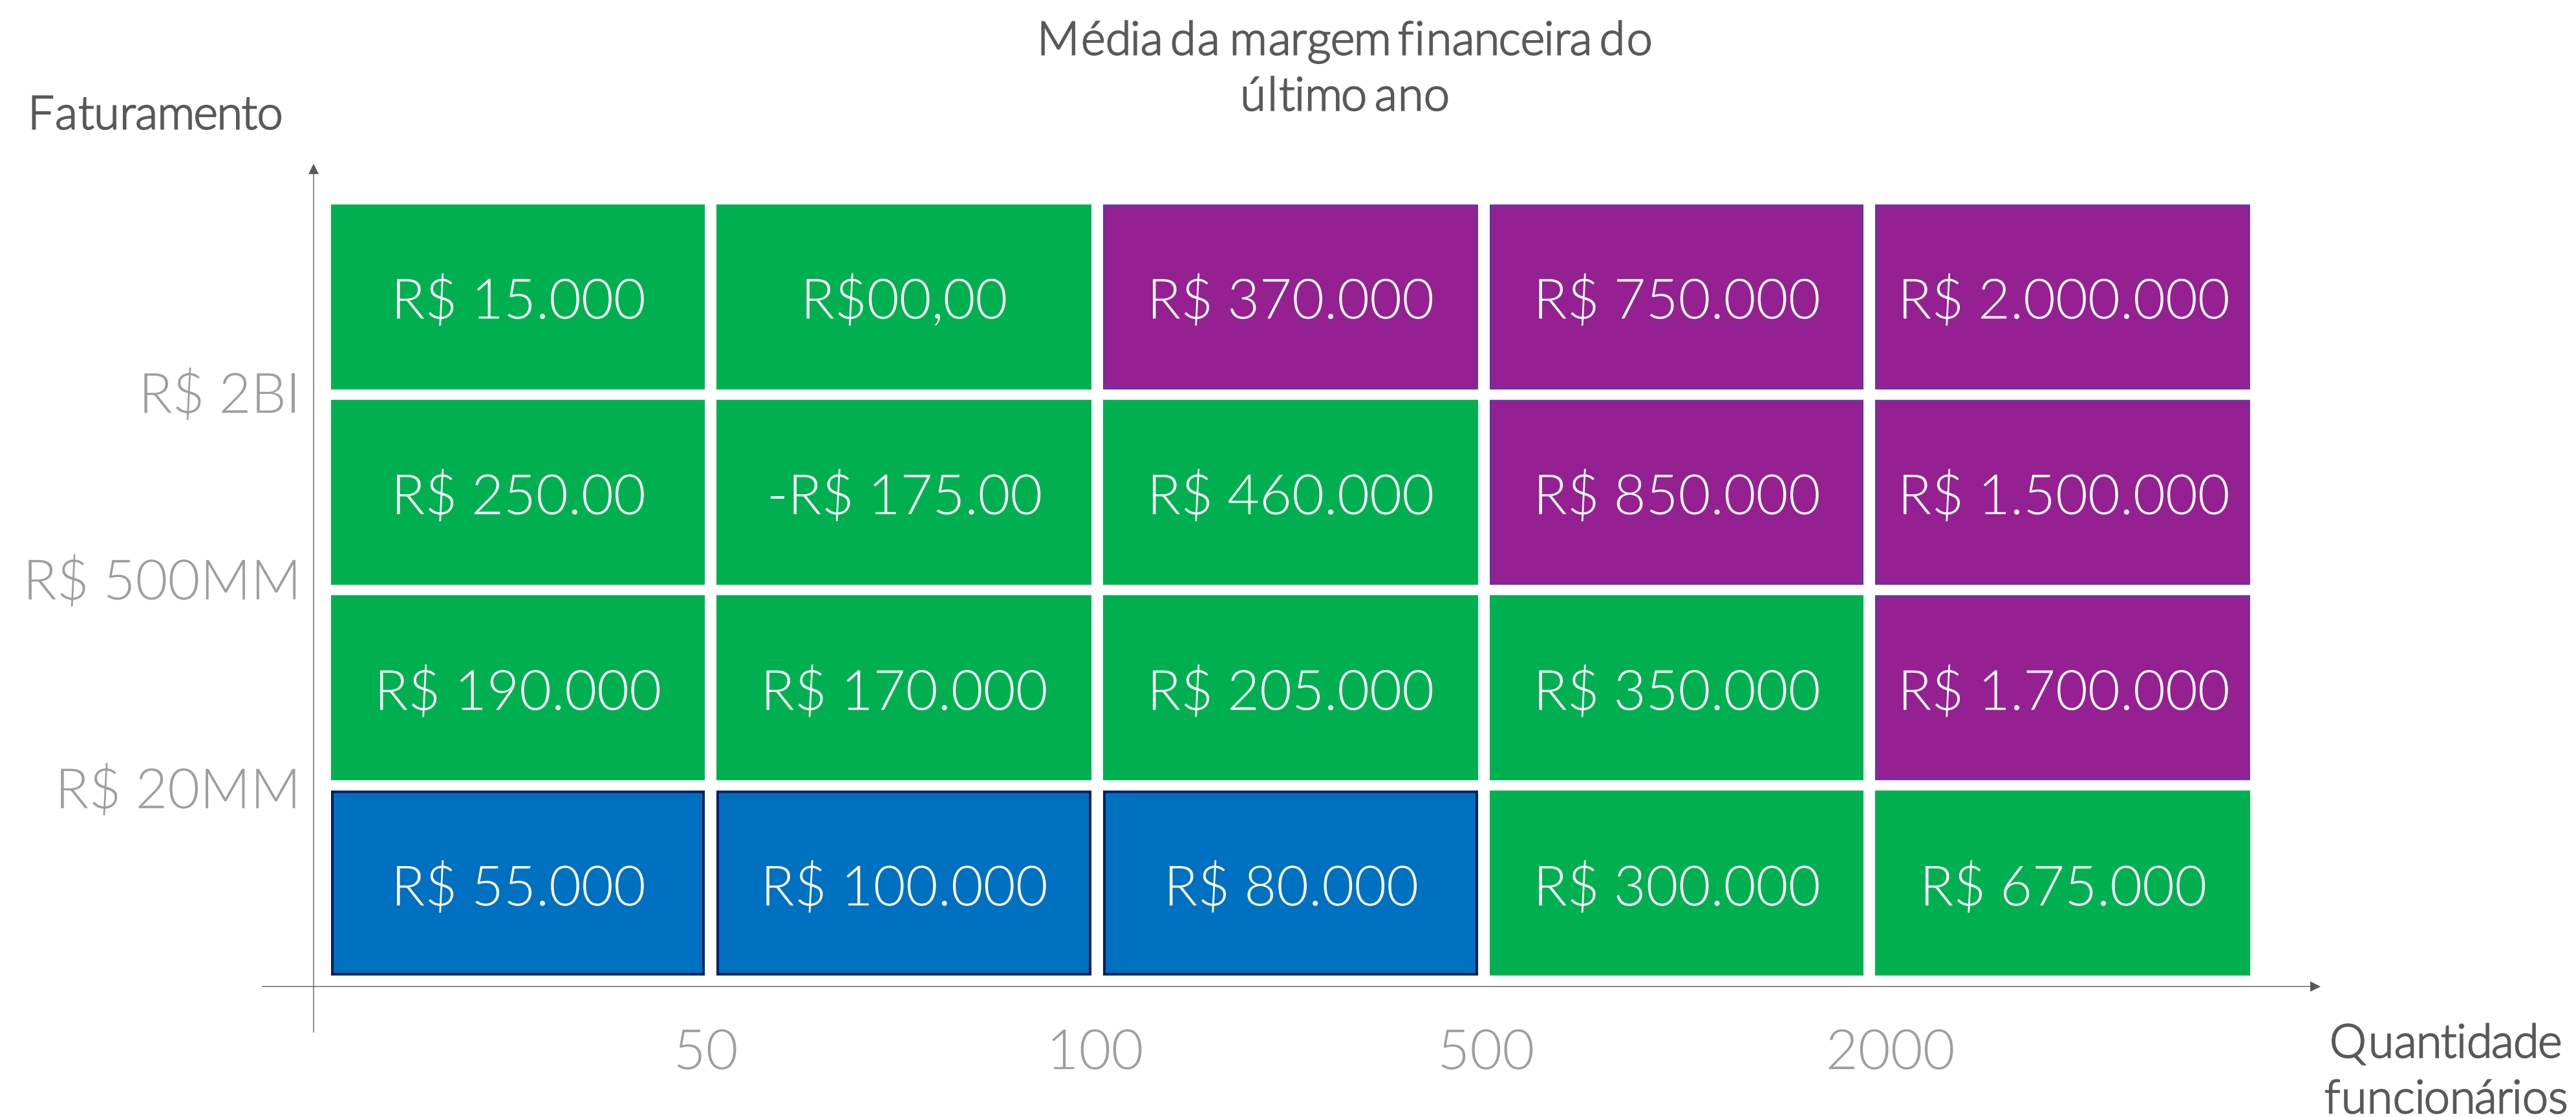 Média da margem financeira do
último ano
Faturamento
R$ 15.000
R$00,00
R$ 370.000
R$ 750.000
R$ 2.000.000
R$ 2BI
R$ 250.00
-R$ 175.00
R$ 460.000
R$ 850.000
R$ 1.500.000
R$ 500MM
R$ 190.000
R$ 170.000
R$ 205.000
R$ 350.000
R$ 1.700.000
R$ 20MM
R$ 55.000
R$ 100.000
R$ 80.000
R$ 300.000
R$ 675.000
50
100
500
2000
Quantidade
funcionários